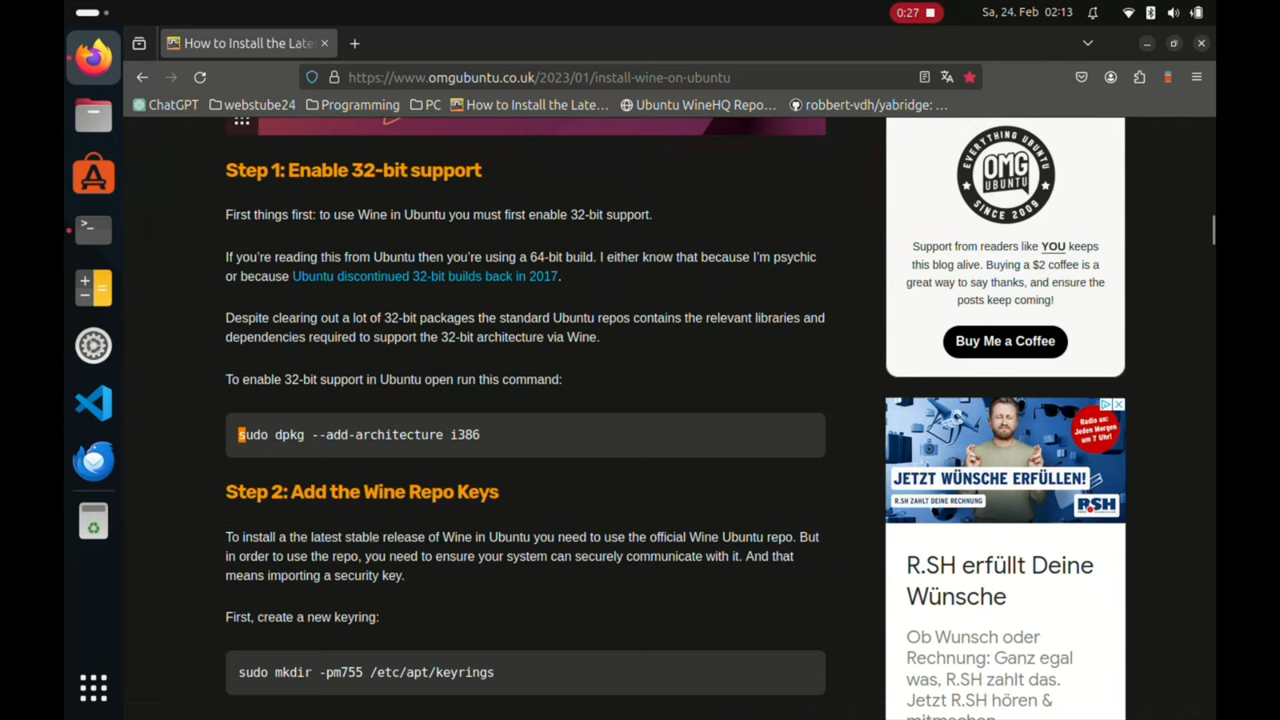 0:27
Sa, 24. Feb 02:13
How to Install the Late
https://www.omgubuntu.co.uk/2023/01/install-wine-on-ubuntu
ChatGPT
webstube24
Programming
PC
How to Install the Late...
Ubuntu WineHQ Repo...
robbert-vdh/yabridge: ...
Step 1: Enable 32-bit support
First things first: to use Wine in Ubuntu you must first enable 32-bit support.
If you're reading this from Ubuntu then you're using a 64-bit build. I either know that because I'm psychic
or because Ubuntu discontinued 32-bit builds back in 2017.
Despite clearing out a lot of 32-bit packages the standard Ubuntu repos contains the relevant libraries and
dependencies required to support the 32-bit architecture via Wine.
To enable 32-bit support in Ubuntu open run this command:
sudo dpkg --add-architecture i386
Step 2: Add the Wine Repo Keys
To install a the latest stable release of Wine in Ubuntu you need to use the official Wine Ubuntu repo. But
in order to use the repo, you need to ensure your system can securely communicate with it. And that
means importing a security key.
First, create a new keyring:
sudo mkdir -pm755 /etc/apt/keyrings
EVERYTHING UBUNTU
OMG!
UBUNTU
SINCE 2009
Support from readers like YOU keeps
this blog alive. Buying a $2 coffee is a
great way to say thanks, and ensure the
posts keep coming!
Buy Me a Coffee
Radio an:
Jeden Morgen
um 7 Uhr!
JETZT WÜNSCHE ERFÜLLEN!
R.SH ZAHLT DEINE RECHNUNG
R.SH
R.SH erfüllt Deine
Wünsche
Ob Wunsch oder
Rechnung: Ganz egal
was, R.SH zahlt das.
Jetzt R.SH hören &
mitmachen